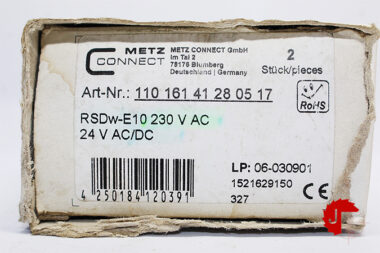 METZ CONNECT
METZ CONNECT GmbH
Im Tal 2
78176 Blumberg
Deutschland | Germany
2
Stück/pieces
Art-Nr.: 110 161 41 28 05 17
RoHS
RSDw-E10 230 V AC
24 V AC/DC
4 250184 120391
LP: 06-030901
1521629150
327
CE